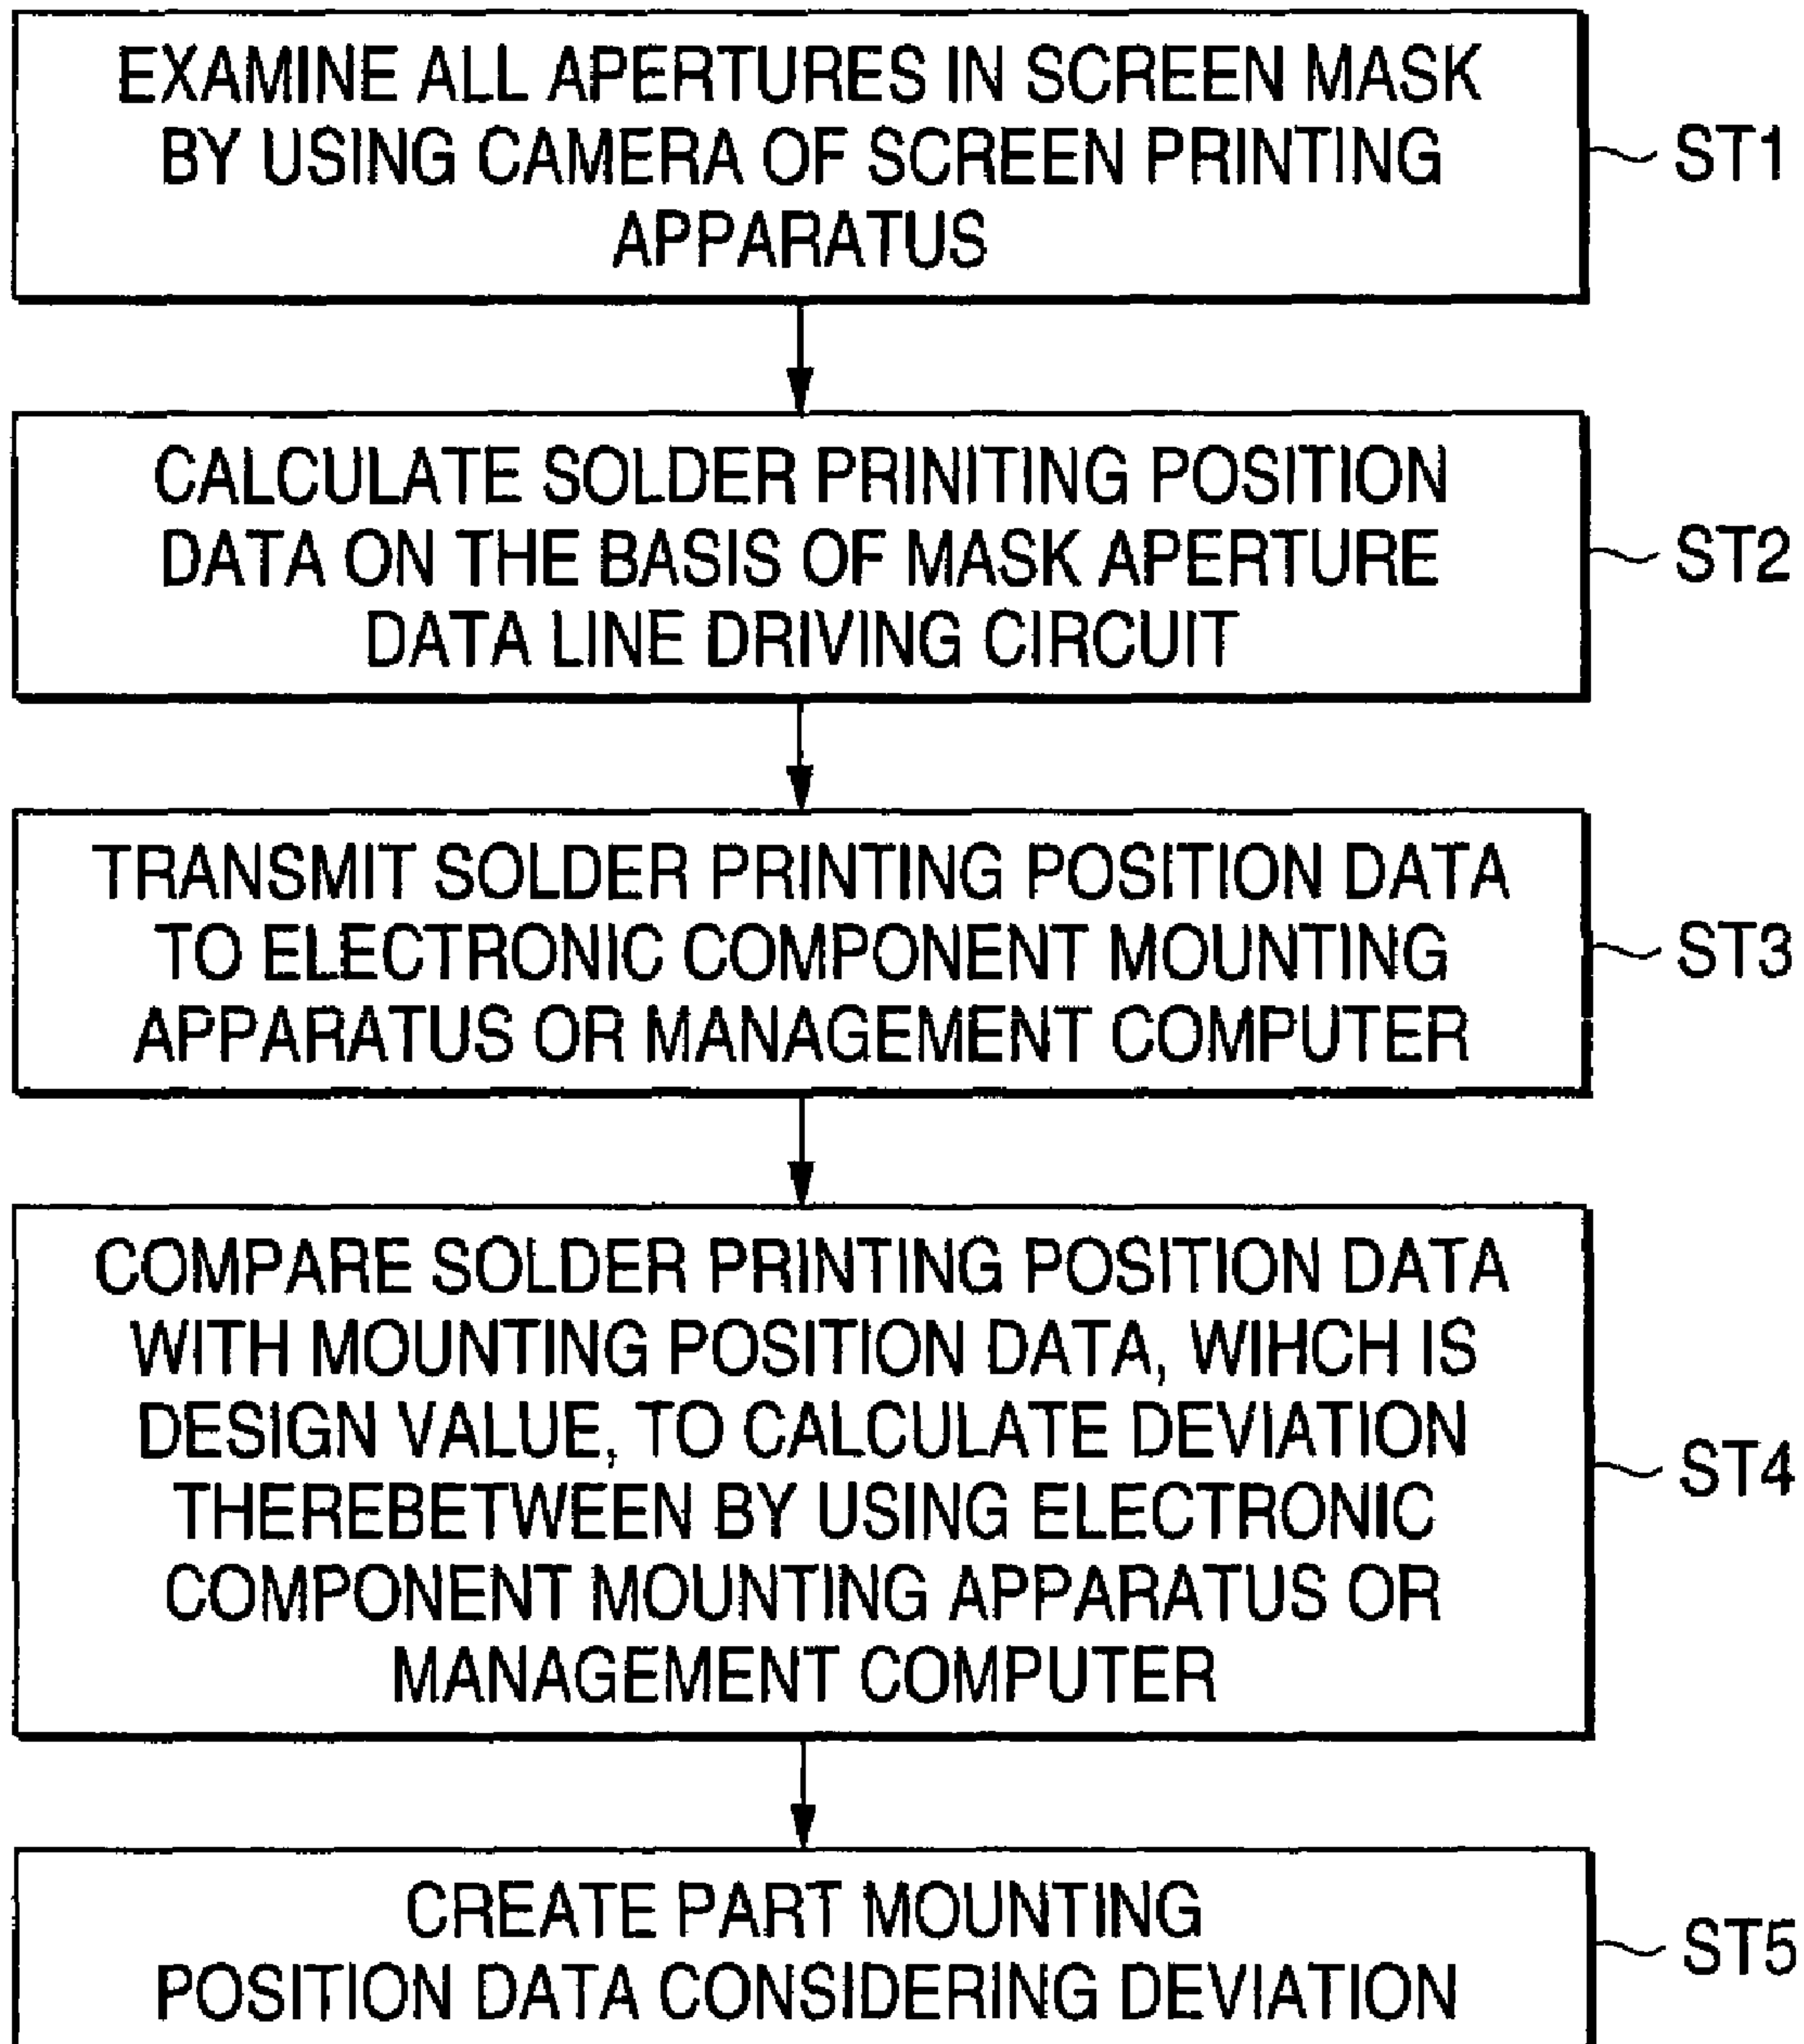 EXAMINE ALL APERTURES IN SCREEN MASK
BY USING CAMERA OF SCREEN PRINTING
APPARATUS
ST1
CALCULATE SOLDER PRINITING POSITION
DATA ON THE BASIS OF MASK APERTURE
DATA LINE DRIVING CIRCUIT
ST2
TRANSMIT SOLDER PRINTING POSITION DATA
TO ELECTRONIC COMPONENT MOUNTING
APPARATUS OR MANAGEMENT COMPUTER
ST3
COMPARE SOLDER PRINTING POSITION DATA
WITH MOUNTING POSITION DATA, WIHCH IS
DESIGN VALUE, TO CALCULATE DEVIATION
THEREBETWEEN BY USING ELECTRONIC
COMPONENT MOUNTING APPARATUS OR
MANAGEMENT COMPUTER
ST4
CREATE PART MOUNTING
POSITION DATA CONSIDERING DEVIATION
ST5